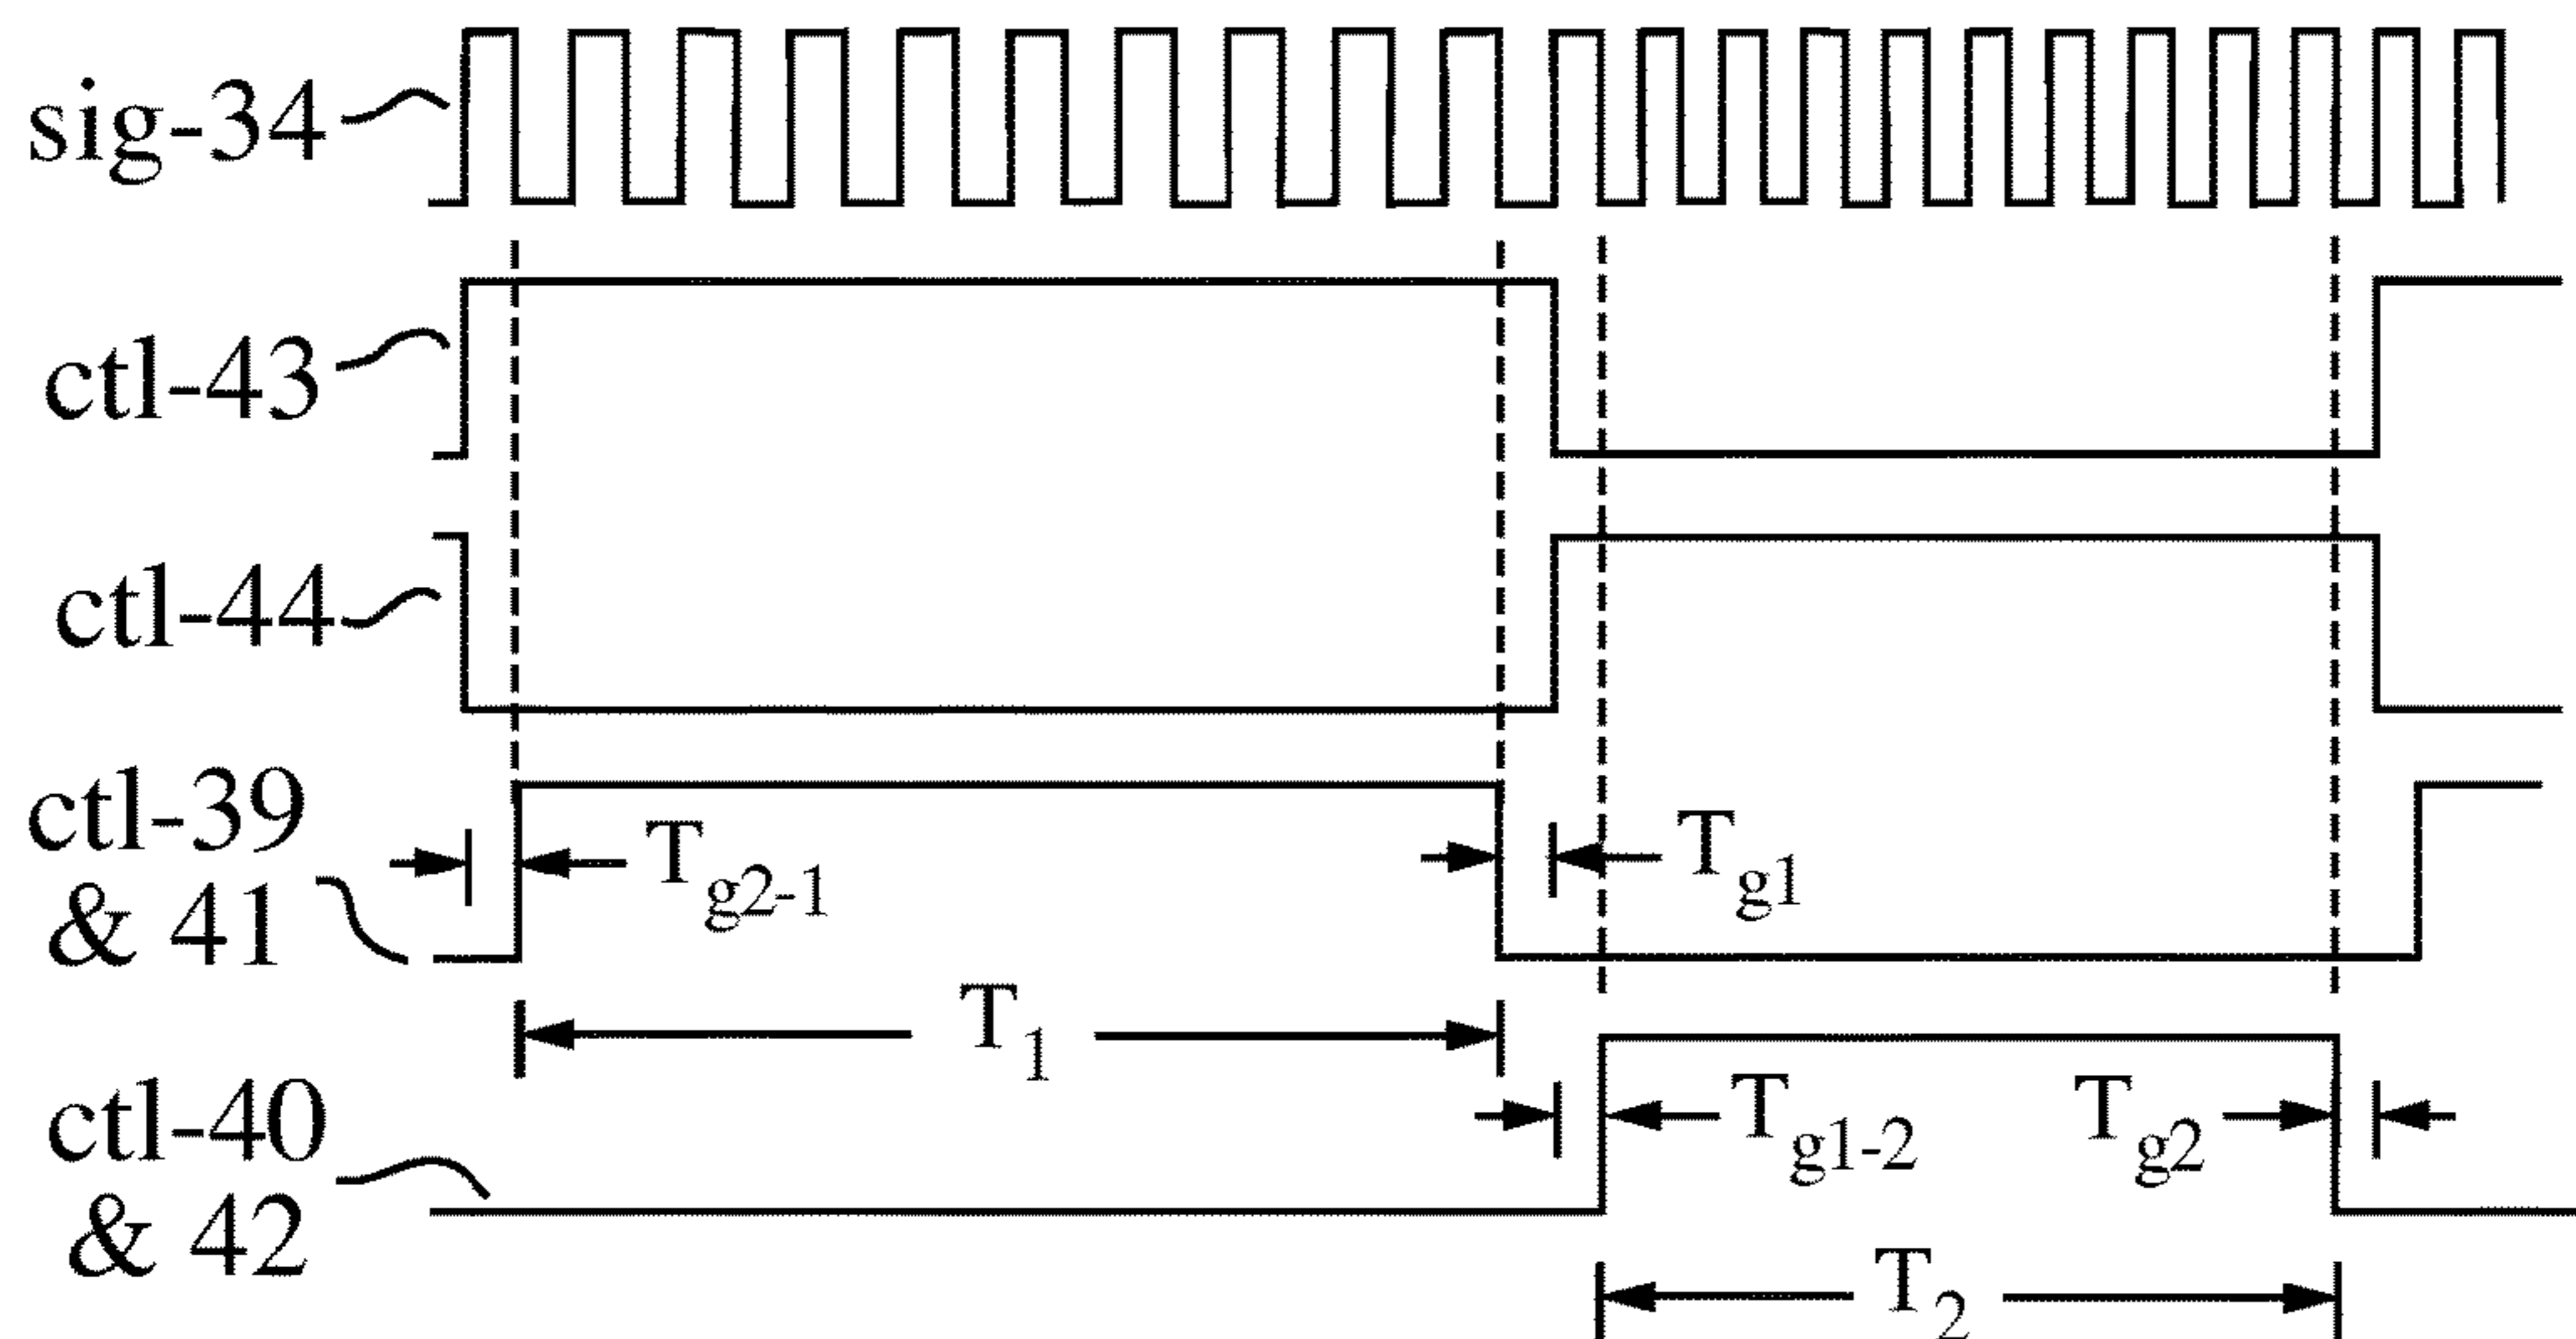 sig-34
ctl-43
ctl-44
ctl-39
& 41
Tg2-1
Tg1
T1
ctl-40
& 42
Tg1-2
Tg2
T2